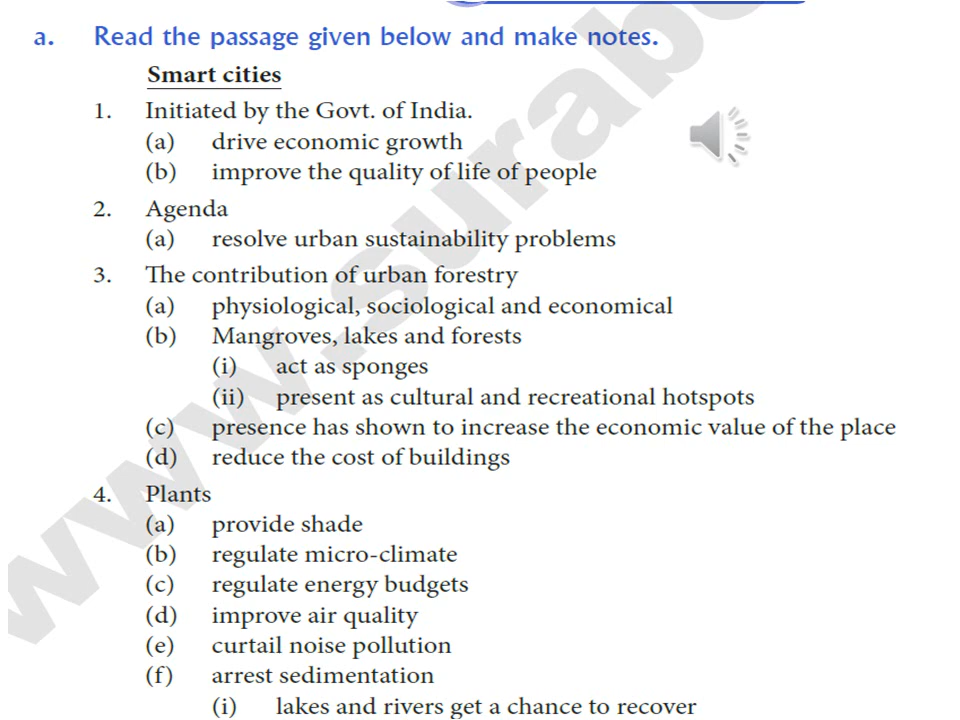 a. Read the passage given below and make notes.
Smart cities
1. Initiated by the Govt. of India.
(a) drive economic growth
(b) improve the quality of life of people
2. Agenda
(a) resolve urban sustainability problems
3. The contribution of urban forestry
(a) physiological, sociological and economical
(b) Mangroves, lakes and forests
(i) act as sponges
(ii) present as cultural and recreational hotspots
(c) presence has shown to increase the economic value of the place
(d) reduce the cost of buildings
4. Plants
(a) provide shade
(b) regulate micro-climate
(c) regulate energy budgets
(d) improve air quality
(e) curtail noise pollution
(f) arrest sedimentation
(i) lakes and rivers get a chance to recover